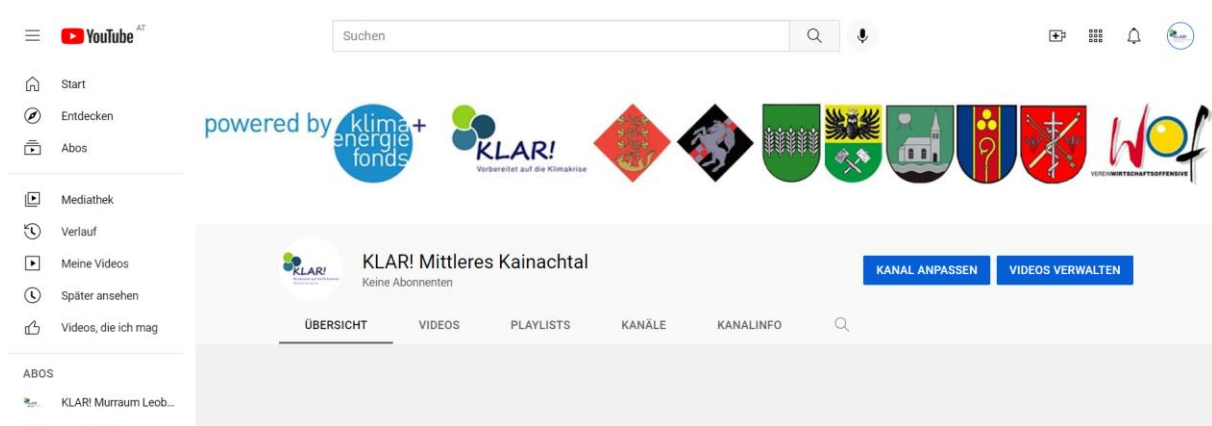 YouTube AT
Suchen
Start
Entdecken
Abos
Mediathek
Verlauf
Meine Videos
Später ansehen
Videos, die ich mag
ABOS
KLAR! Murraum Leob...
powered by klima+ energie fonds
KLAR!
Vorbereitet auf die Klimakrise
Wof
VEREINWIRTSCHAFTSOFFENSIVE
KLAR!
KLAR! Mittleres Kainachtal
Keine Abonnenten
KANAL ANPASSEN
VIDEOS VERWALTEN
ÜBERSICHT VIDEOS PLAYLISTS KANÄLE KANALINFO